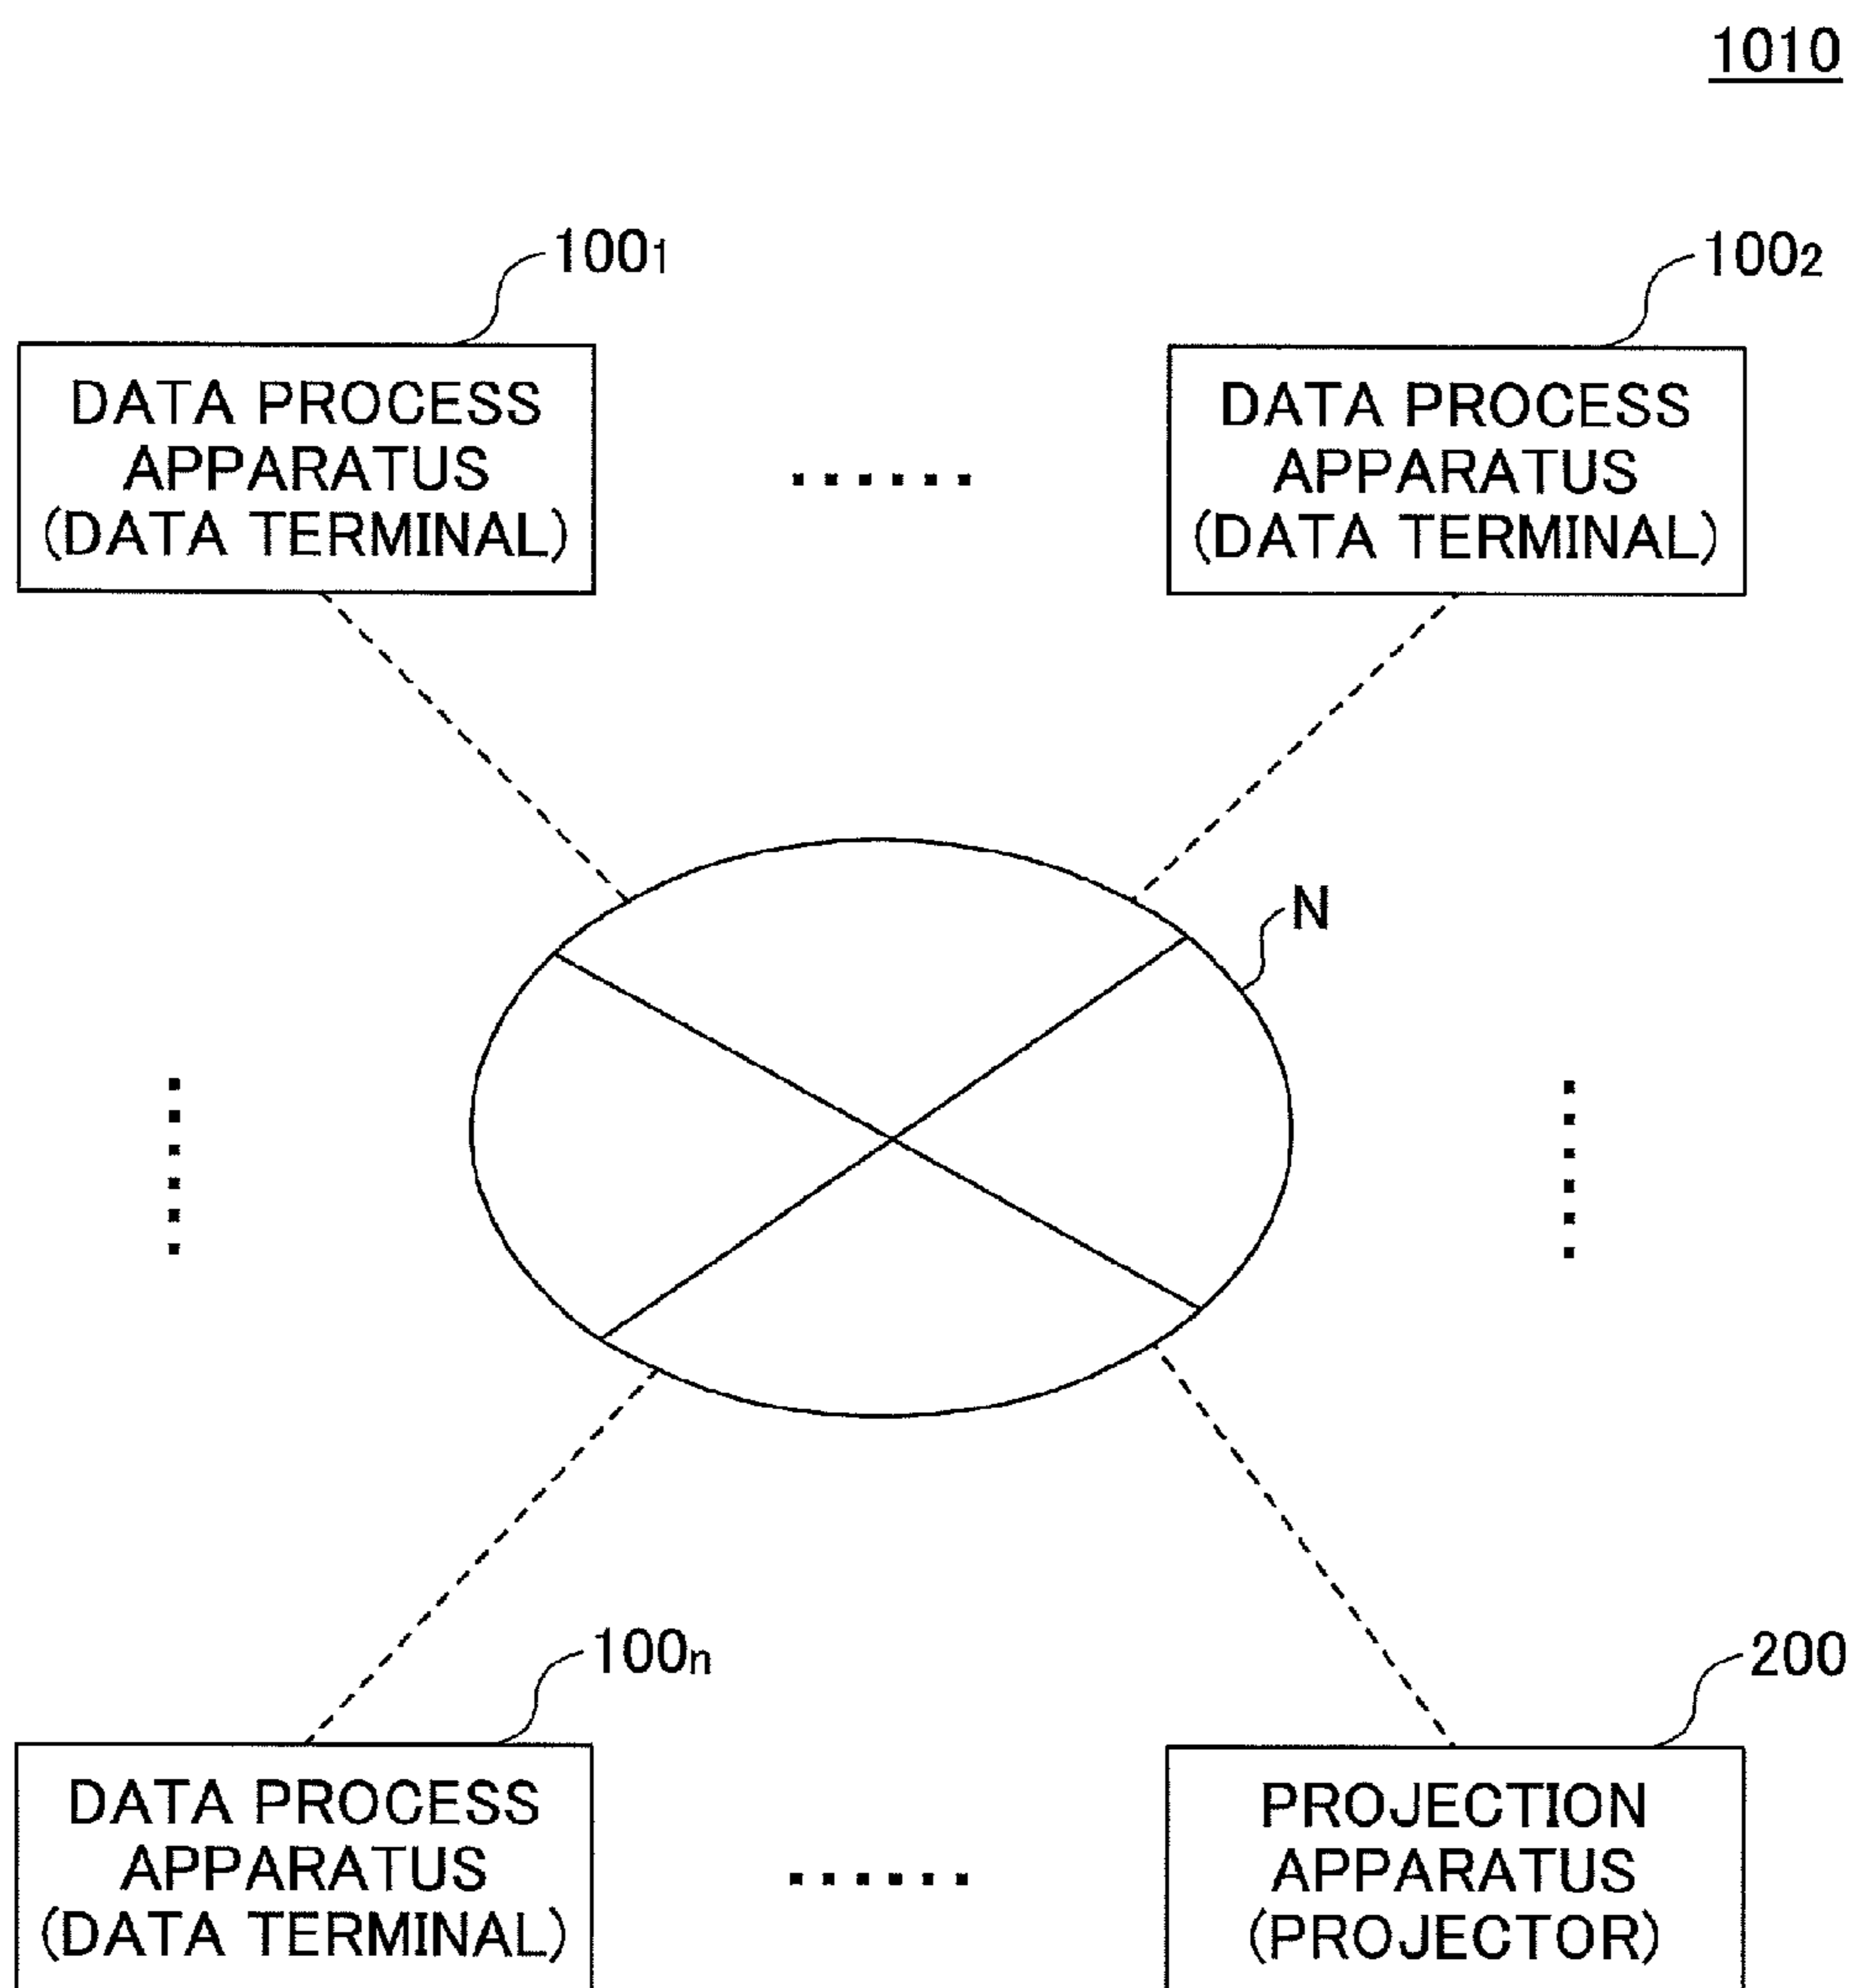 1010
100₁
100₂
DATA PROCESS
APPARATUS
(DATA TERMINAL)
DATA PROCESS
APPARATUS
(DATA TERMINAL)
N
100ₙ
200
DATA PROCESS
APPARATUS
(DATA TERMINAL)
PROJECTION
APPARATUS
(PROJECTOR)